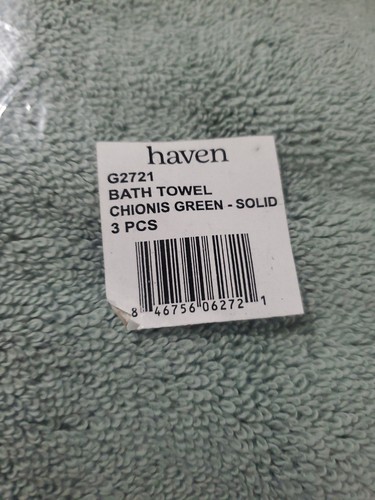 haven
G2721
BATH TOWEL
CHIONIS GREEN - SOLID
3 PCS
8 46756 06272 1